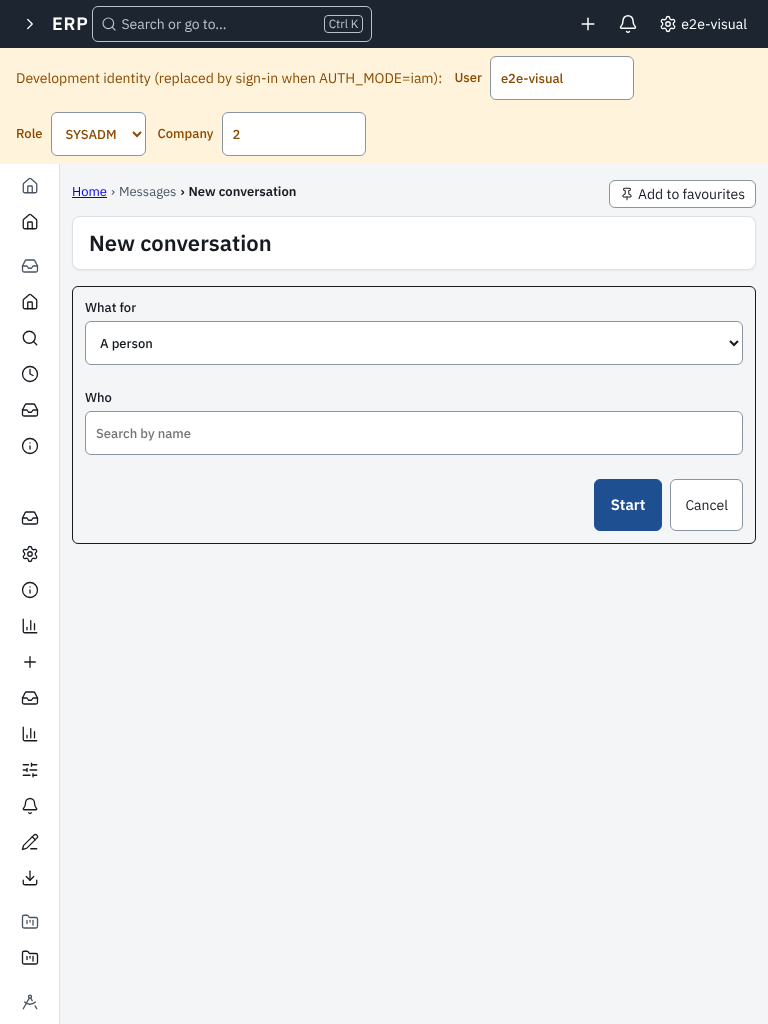 ERP Search or go to... Ctrl K e2e-visual
Development identity (replaced by sign-in when AUTH_MODE=iam): User e2e-visual
Role SYSADM Company 2
Home › Messages › New conversation Add to favourites
New conversation
What for
A person
Who
Search by name
Start Cancel